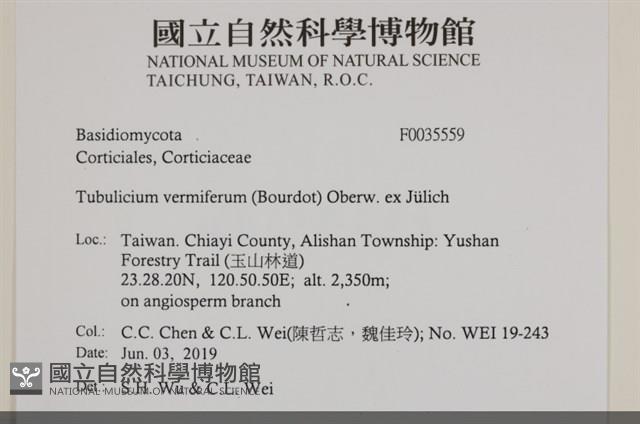 國立自然科學博物館
NATIONAL MUSEUM OF NATURAL SCIENCE
TAICHUNG, TAIWAN, R.O.C.
Basidiomycota F0035559
Corticiales, Corticiaceae
Tubulicium vermiferum (Bourdot) Oberw. ex Jülich
Loc.: Taiwan. Chiayi County, Alishan Township: Yushan
Forestry Trail (玉山林道)
23.28.20N, 120.50.50E; alt. 2,350m;
on angiosperm branch
Col.: C.C. Chen & C.L. Wei(陳哲志，魏佳玲); No. WEI 19-243
Date: Jun. 03, 2019
國立自然科學博物館
NATIONAL MUSEUM OF NATURAL SCIENCE
Det.: S.H. Wu & C.L. Wei